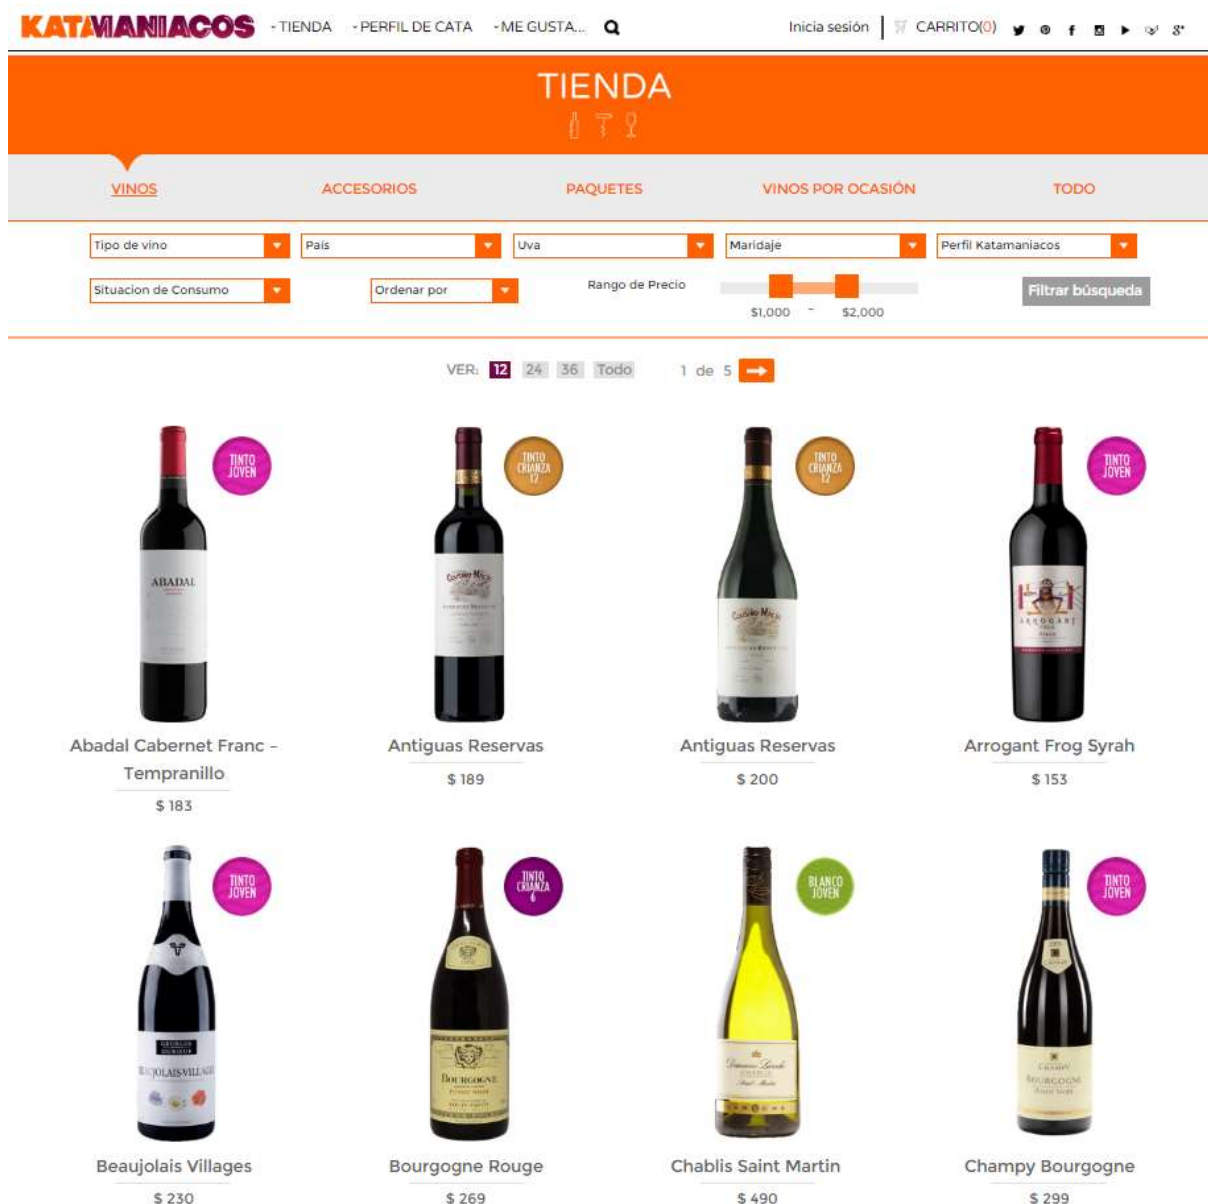 KATAMANIACOS
TIENDA PERFIL DE CATA ME GUSTA... Inicia sesión CARRITO(0)
TIENDA
VINOS ACCESORIOS PAQUETES VINOS POR OCASIÓN TODO
Tipo de vino País Uva Maridaje Perfil Katamaniacos
Situacion de Consumo Ordenar por Rango de Precio Filtrar búsqueda
$1,000 - $2,000
VER: 12 24 36 Todo 1 de 5
TINTO JOVEN
TINTO CRIANZA 12
TINTO CRIANZA 12
TINTO JOVEN
ABADAL
ARROGANT
Abadal Cabernet Franc – Tempranillo
$ 183
Antiguas Reservas
$ 189
Antiguas Reservas
$ 200
Arrogant Frog Syrah
$ 153
TINTO JOVEN
TINTO CRIANZA 6
BLANCO JOVEN
TINTO JOVEN
GEORGES
DUBOEUF
BEAUJOLAIS-VILLAGES
BOURGOGNE
PINOT NOIR
BOURGOGNE
Beaujolais Villages
$ 230
Bourgogne Rouge
$ 269
Chablis Saint Martin
$ 490
Champy Bourgogne
$ 299